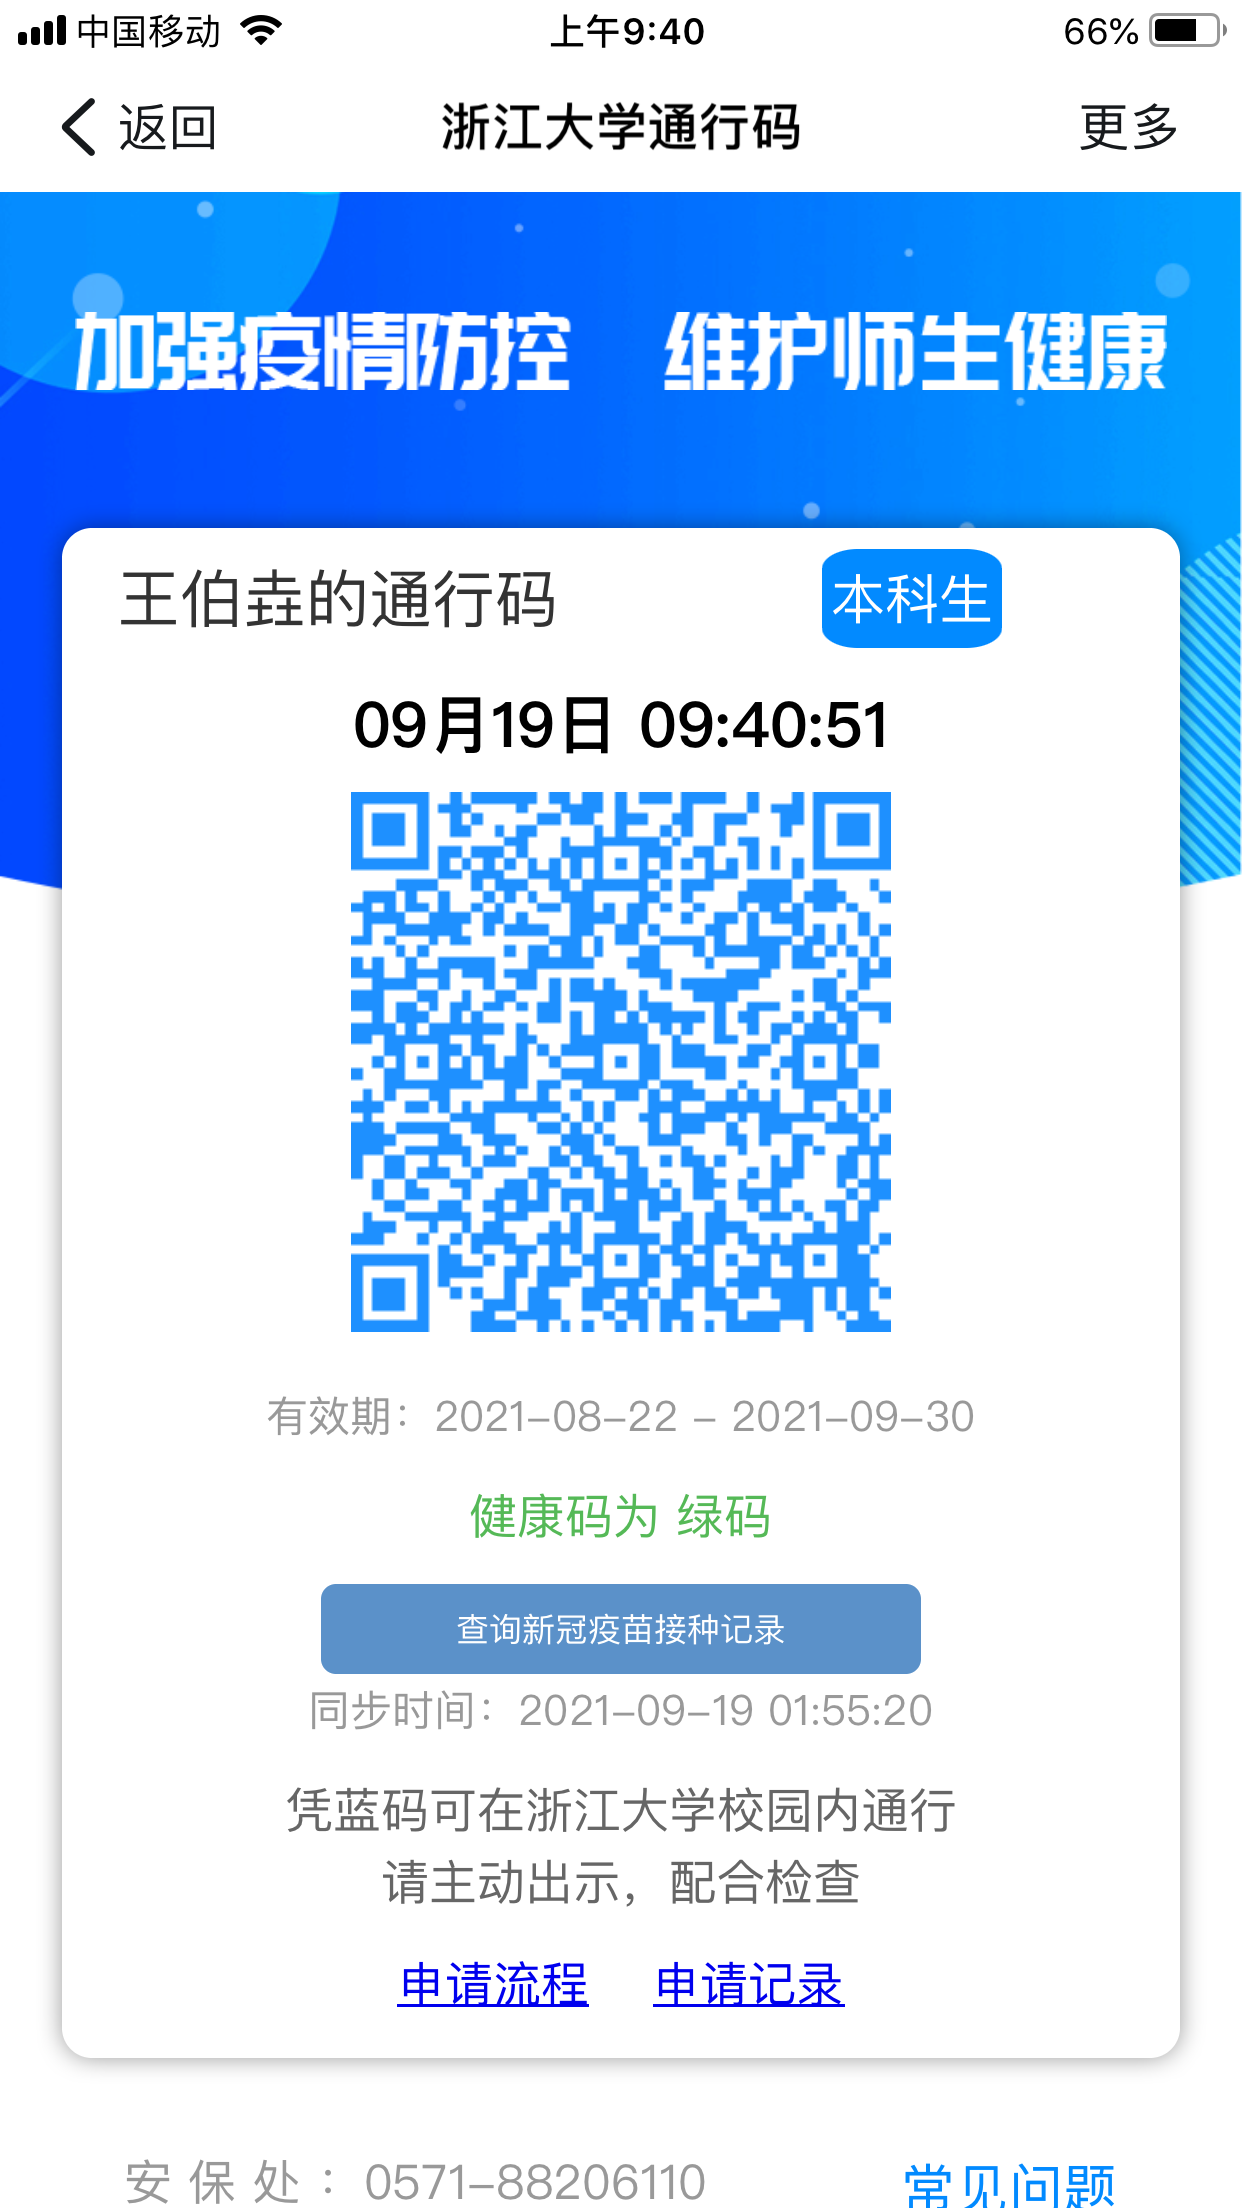 中国移动 上午9:40 66%
返回 浙江大学通行码 更多
加强疫情防控 维护师生健康
王伯垚的通行码 本科生
09月19日 09:40:51
有效期：2021-08-22 - 2021-09-30
健康码为 绿码
查询新冠疫苗接种记录
同步时间：2021-09-19 01:55:20
凭蓝码可在浙江大学校园内通行
请主动出示，配合检查
申请流程 申请记录
安保处：0571-88206110 常见问题